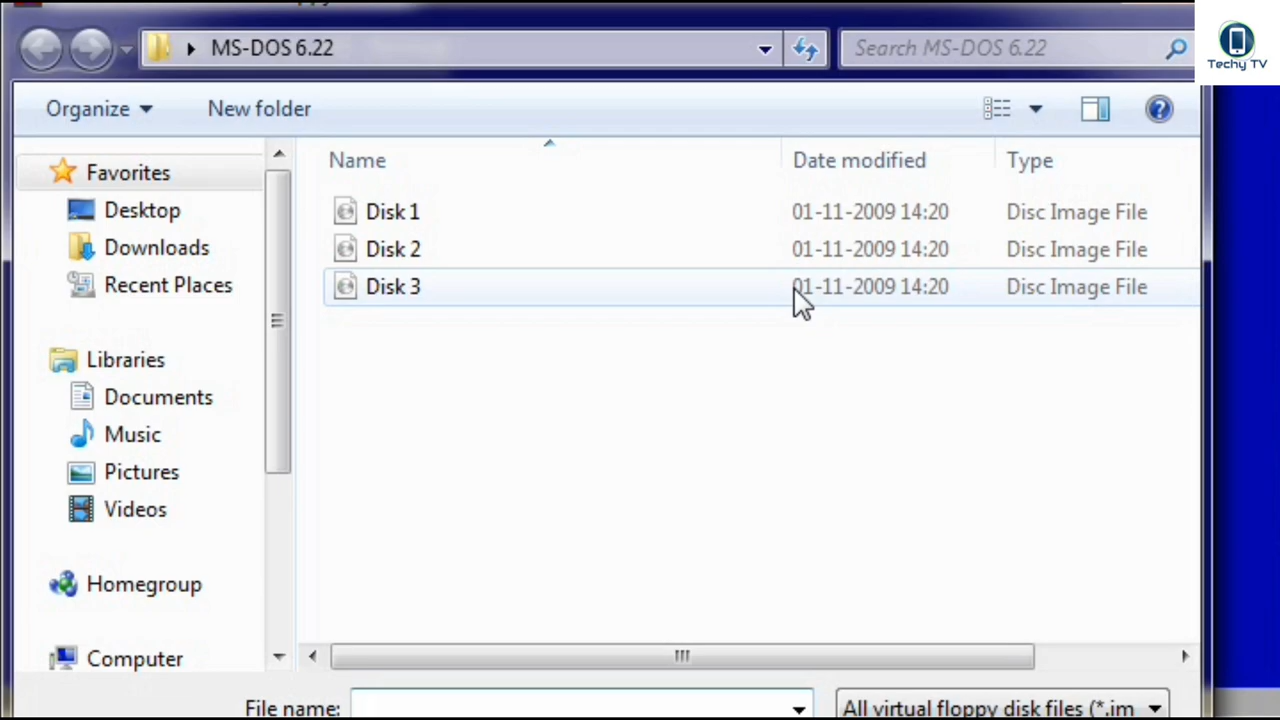 MS-DOS 6.22
Search MS-DOS 6.22
Techy TV
Organize
New folder
Name
Date modified
Type
Favorites
Desktop
Downloads
Recent Places
Libraries
Documents
Music
Pictures
Videos
Homegroup
Computer
Disk 1 01-11-2009 14:20 Disc Image File
Disk 2 01-11-2009 14:20 Disc Image File
Disk 3 01-11-2009 14:20 Disc Image File
File name:
All virtual floppy disk files (*.im